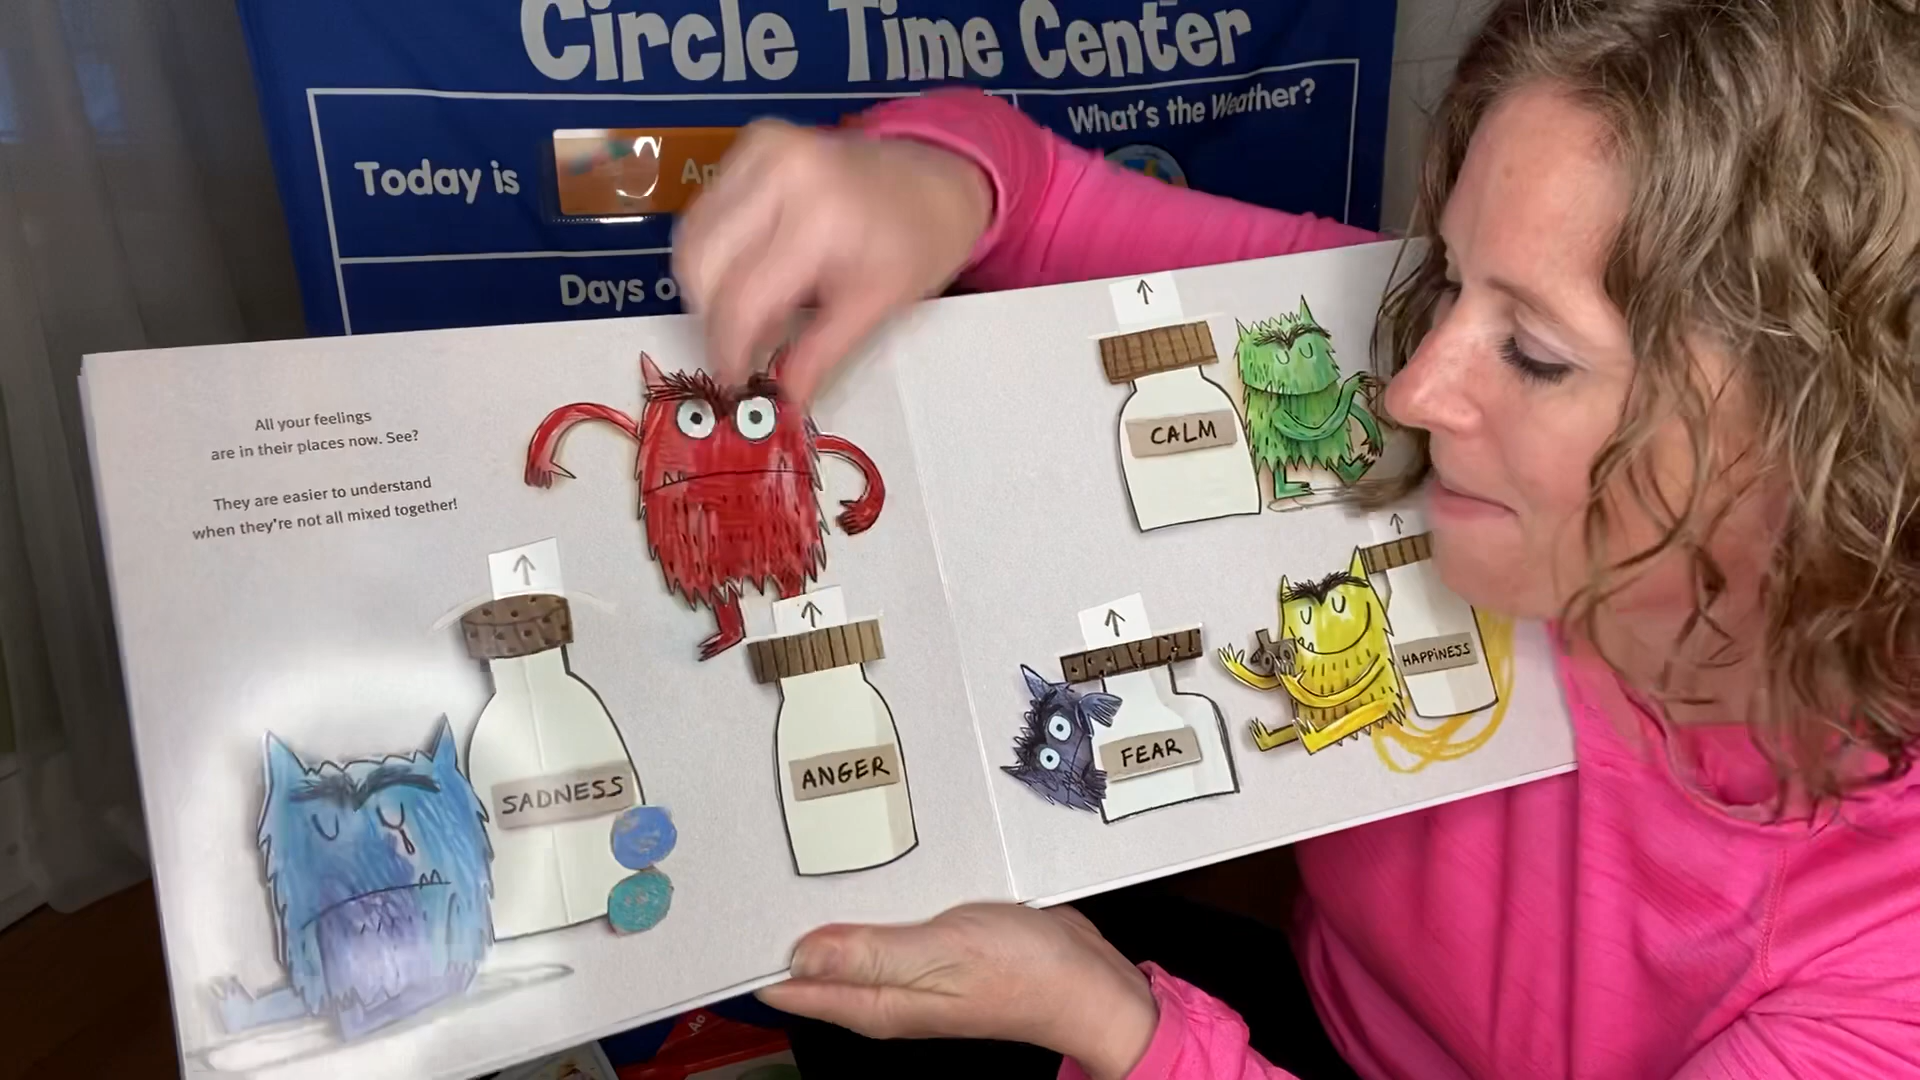 Circle Time Center
What's the Weather?
Today is
Days
All your feelings
are in their places now. See?
They are easier to understand
when they're not all mixed together!
CALM
SADNESS
ANGER
FEAR
HAPPINESS